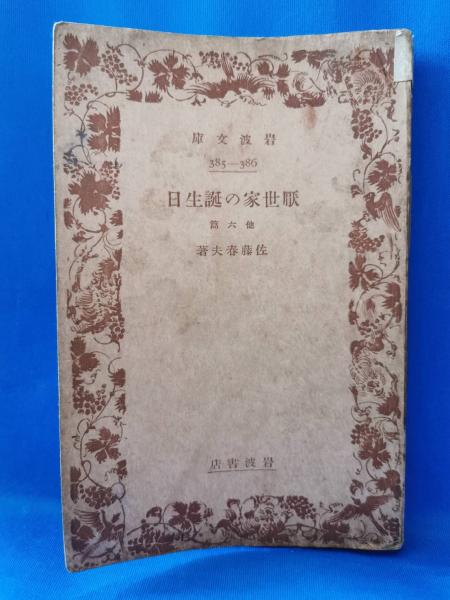 岩波文庫
385—386
厭世家の誕生日
他六篇
佐藤春夫著
岩波書店